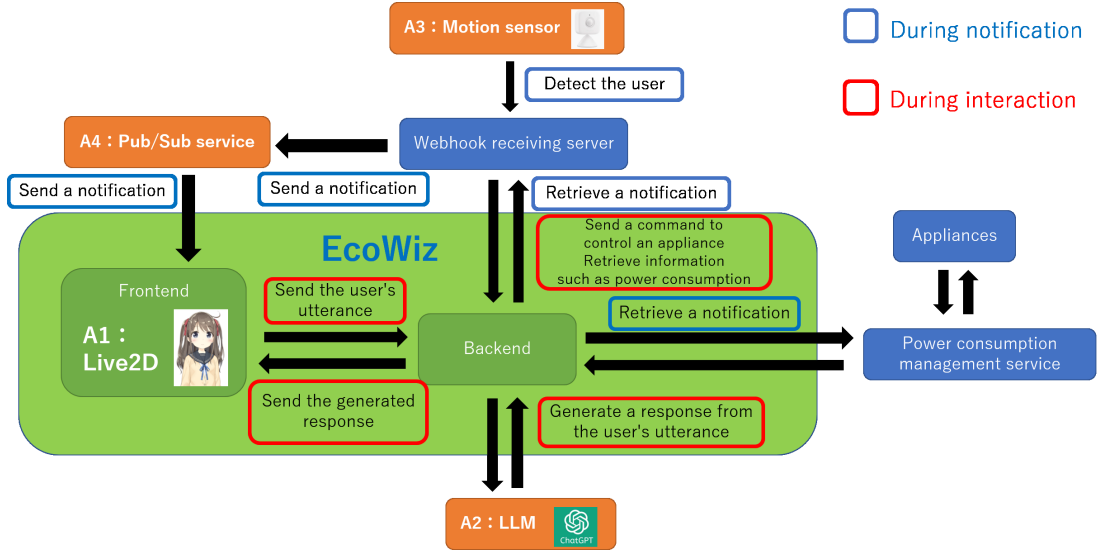 A3：Motion sensor
During notification
Detect the user
During interaction
A4：Pub/Sub service
Webhook receiving server
Send a notification
Send a notification
Retrieve a notification
EcoWiz
Send a command to
control an appliance
Retrieve information
such as power consumption
Appliances
Frontend
A1：
Live2D
Send the user's
utterance
Retrieve a notification
Backend
Power consumption
management service
Send the generated
response
Generate a response from
the user's utterance
A2：LLM
ChatGPT